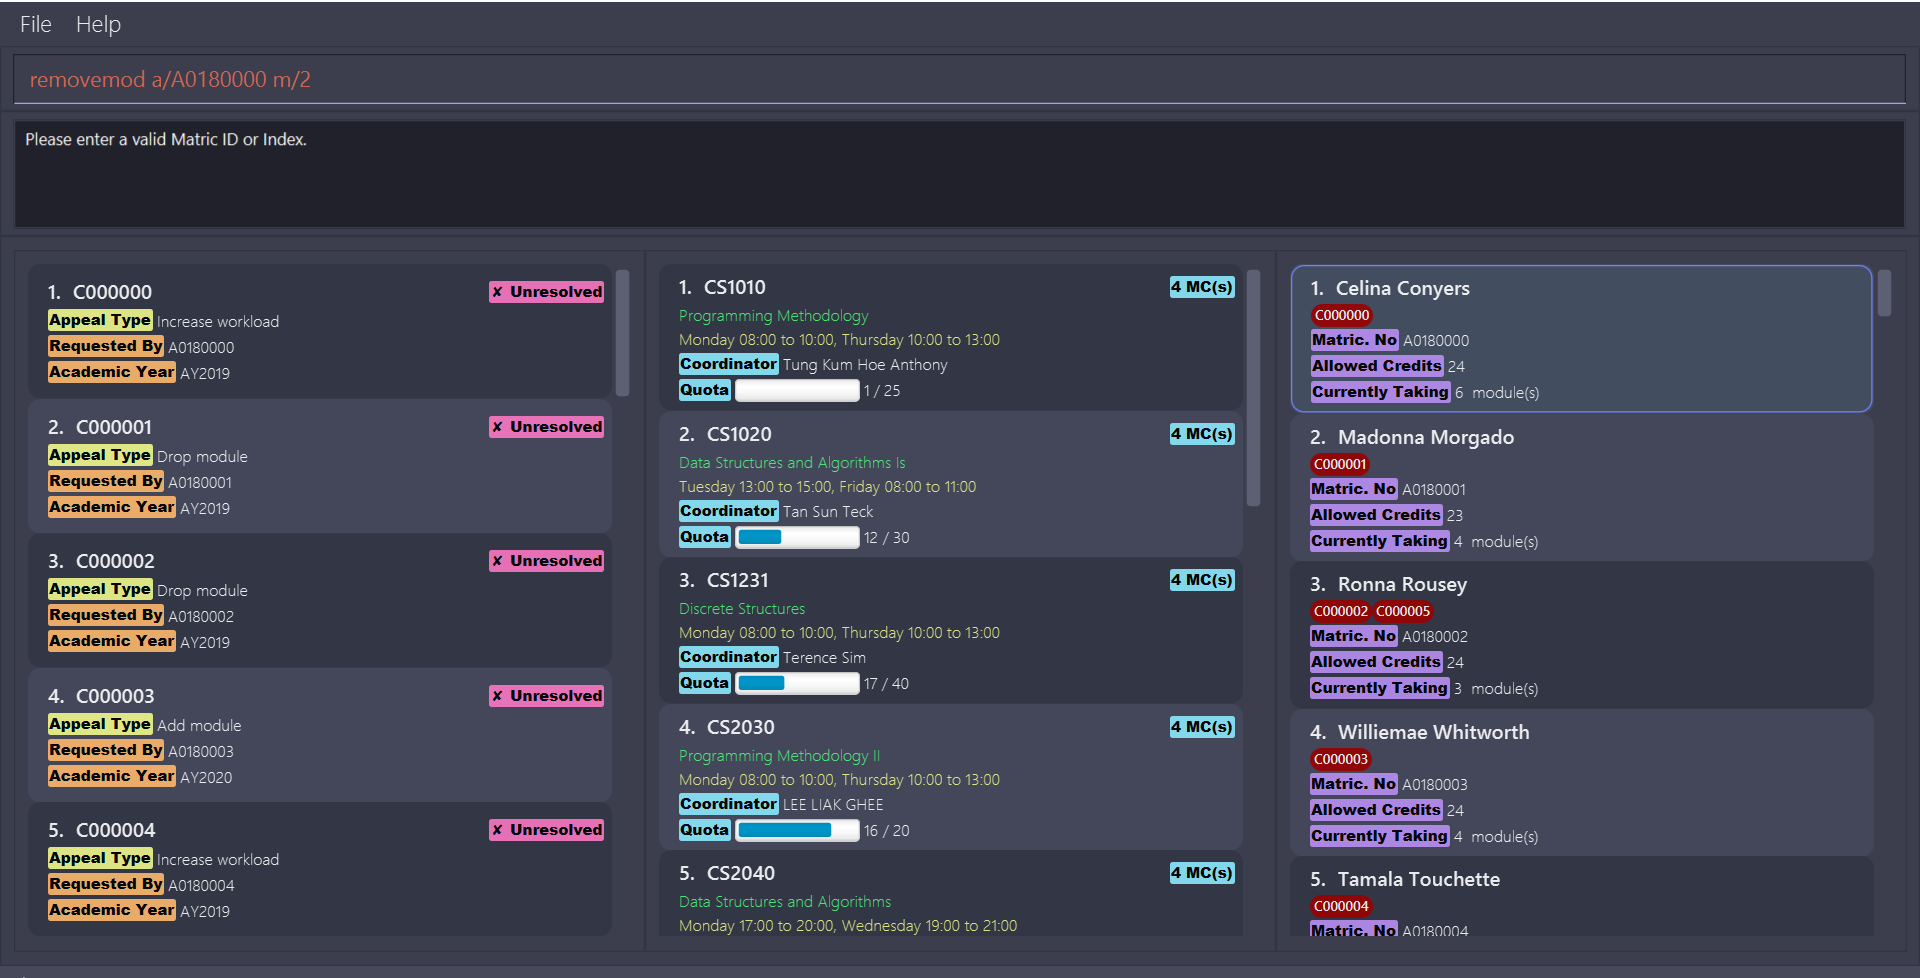 File Help
removemod a/A0180000 m/2
Please enter a valid Matric ID or Index.
1. C000000
✘ Unresolved
Appeal Type Increase workload
Requested By A0180000
Academic Year AY2019
2. C000001
✘ Unresolved
Appeal Type Drop module
Requested By A0180001
Academic Year AY2019
3. C000002
✘ Unresolved
Appeal Type Drop module
Requested By A0180002
Academic Year AY2019
4. C000003
✘ Unresolved
Appeal Type Add module
Requested By A0180003
Academic Year AY2020
5. C000004
✘ Unresolved
Appeal Type Increase workload
Requested By A0180004
Academic Year AY2019
1. CS1010
4 MC(s)
Programming Methodology
Monday 08:00 to 10:00, Thursday 10:00 to 13:00
Coordinator Tung Kum Hoe Anthony
Quota 1 / 25
2. CS1020
4 MC(s)
Data Structures and Algorithms Is
Tuesday 13:00 to 15:00, Friday 08:00 to 11:00
Coordinator Tan Sun Teck
Quota 12 / 30
3. CS1231
4 MC(s)
Discrete Structures
Monday 08:00 to 10:00, Thursday 10:00 to 13:00
Coordinator Terence Sim
Quota 17 / 40
4. CS2030
4 MC(s)
Programming Methodology II
Monday 08:00 to 10:00, Thursday 10:00 to 13:00
Coordinator LEE LIAK GHEE
Quota 16 / 20
5. CS2040
4 MC(s)
Data Structures and Algorithms
Monday 17:00 to 20:00, Wednesday 19:00 to 21:00
1. Celina Conyers
C000000
Matric. No A0180000
Allowed Credits 24
Currently Taking 6 module(s)
2. Madonna Morgado
C000001
Matric. No A0180001
Allowed Credits 23
Currently Taking 4 module(s)
3. Ronna Rousey
C000002 C000005
Matric. No A0180002
Allowed Credits 24
Currently Taking 3 module(s)
4. Williemae Whitworth
C000003
Matric. No A0180003
Allowed Credits 24
Currently Taking 4 module(s)
5. Tamala Touchette
C000004
Matric. No A0180004